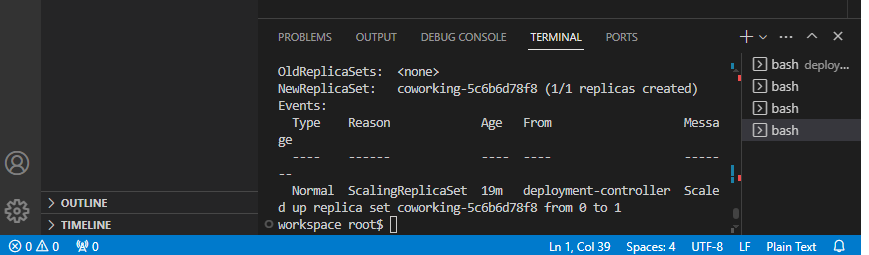 PROBLEMS OUTPUT DEBUG CONSOLE TERMINAL PORTS
OldReplicaSets:  <none>
NewReplicaSet:   coworking-5c6b6d78f8 (1/1 replicas created)
Events:
  Type    Reason             Age   From                   Messa
ge
  ----    ------             ----  ----                   -----
--
  Normal  ScalingReplicaSet  19m   deployment-controller  Scale
d up replica set coworking-5c6b6d78f8 from 0 to 1
workspace root$
bash deploy...
bash
bash
bash
OUTLINE
TIMELINE
0 0 0
Ln 1, Col 39 Spaces: 4 UTF-8 LF Plain Text